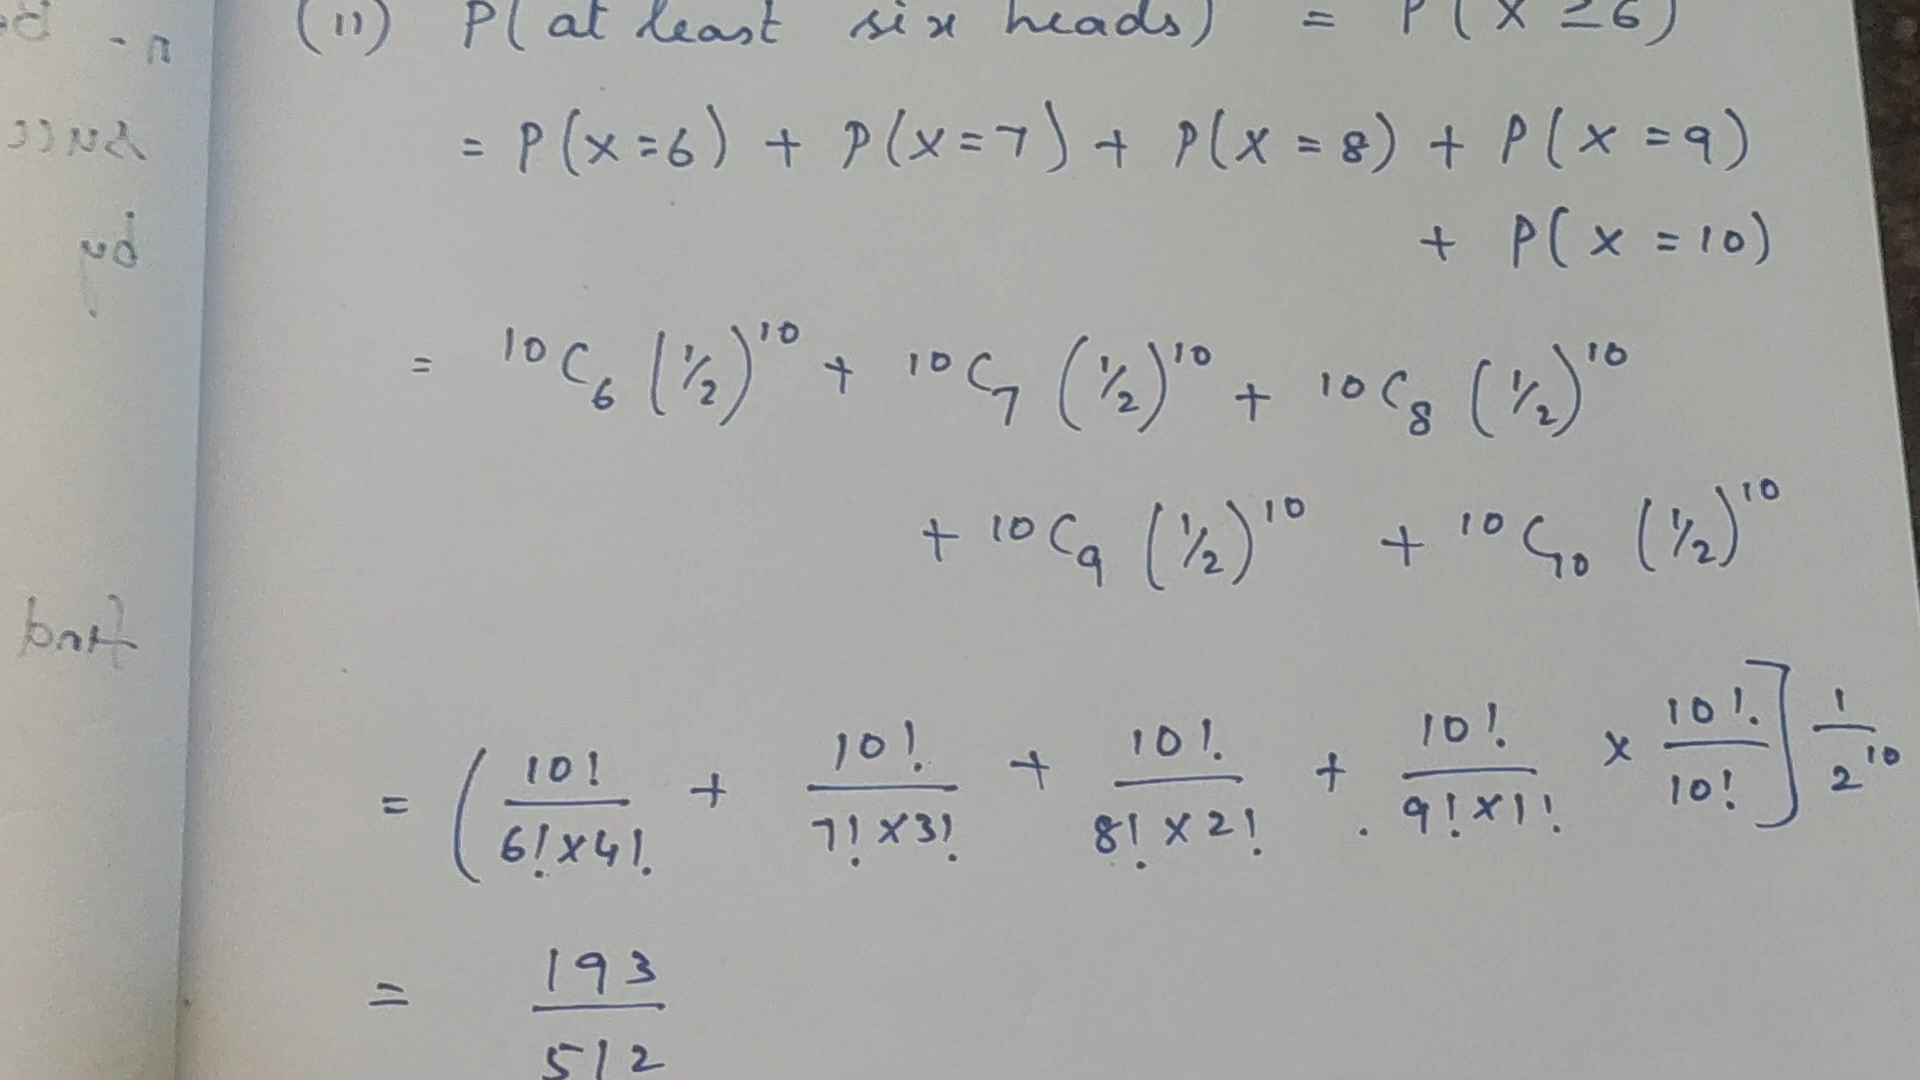 (ii) P(at least six heads) = P(X ≥ 6)
= P(x=6) + P(x=7) + P(X=8) + P(x=9)
+ P(x=10)
= ¹⁰C₆ (½)¹⁰ + ¹⁰C₇ (½)¹⁰ + ¹⁰C₈ (½)¹⁰
+ ¹⁰C₉ (½)¹⁰ + ¹⁰C₁₀ (½)¹⁰
= ( 10!/6!×4! + 10!/7!×3! + 10!/8!×2! + 10!/9!×1! × 10!/10! ] 1/2¹⁰
= 193/512